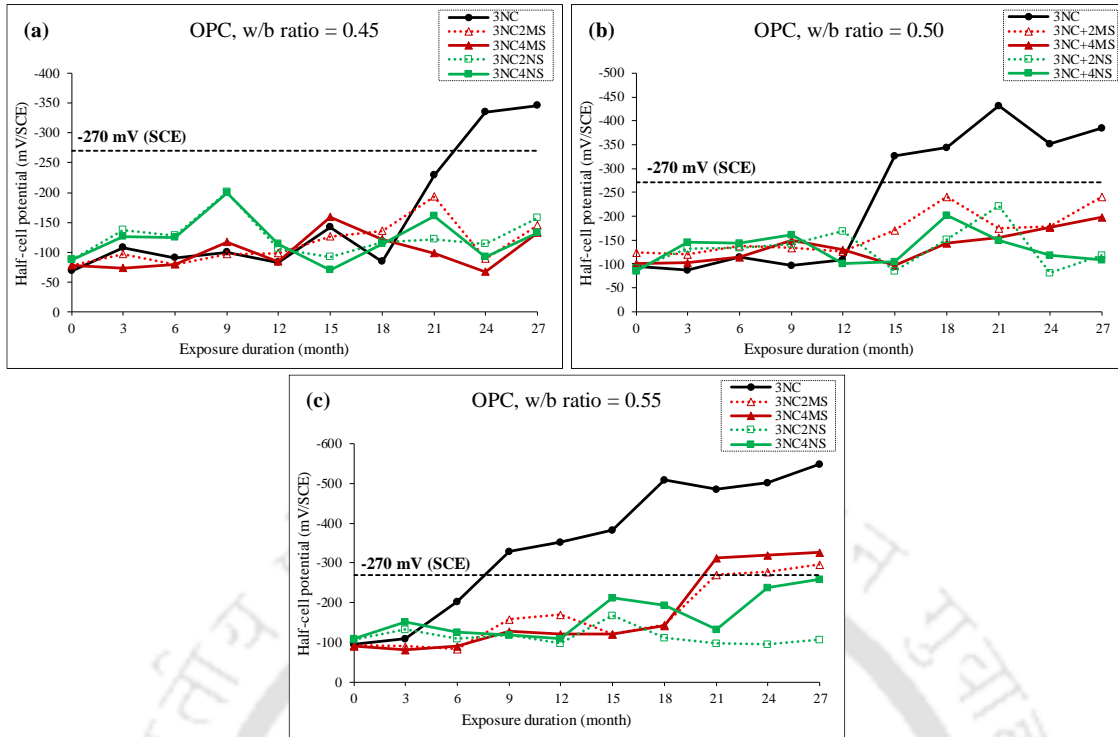 (a)
OPC, w/b ratio = 0.45
3NC
3NC2MS
3NC4MS
3NC2NS
3NC4NS
Half-cell potential (mV/SCE)
-400
-350
-300
-250
-200
-150
-100
-50
0
-270 mV (SCE)
0 3 6 9 12 15 18 21 24 27
Exposure duration (month)
(b)
OPC, w/b ratio = 0.50
3NC
3NC+2MS
3NC+4MS
3NC+2NS
3NC+4NS
Half-cell potential (mV/SCE)
-500
-450
-400
-350
-300
-250
-200
-150
-100
-50
0
-270 mV (SCE)
0 3 6 9 12 15 18 21 24 27
Exposure duration (month)
(c)
OPC, w/b ratio = 0.55
3NC
3NC2MS
3NC4MS
3NC2NS
3NC4NS
Half-cell potential (mV/SCE)
-600
-500
-400
-300
-200
-100
0
-270 mV (SCE)
0 3 6 9 12 15 18 21 24 27
Exposure duration (month)